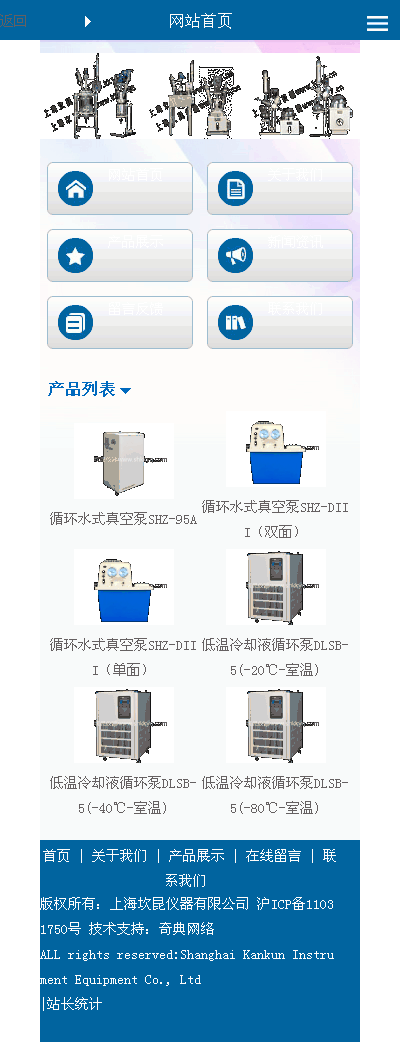 返回
网站首页
网站首页
关于我们
产品展示
新闻资讯
留言反馈
联系我们
产品列表
循环水式真空泵SHZ-95A
循环水式真空泵SHZ-DII
I（双面）
循环水式真空泵SHZ-DII
I（单面）
低温冷却液循环泵DLSB-
5(-20℃-室温)
低温冷却液循环泵DLSB-
5(-40℃-室温)
低温冷却液循环泵DLSB-
5(-80℃-室温)
首页 | 关于我们 | 产品展示 | 在线留言 | 联
系我们
版权所有：上海坎昆仪器有限公司 沪ICP备1103
1750号 技术支持：奇典网络
ALL rights reserved:Shanghai Kankun Instru
ment Equipment Co., Ltd
|站长统计